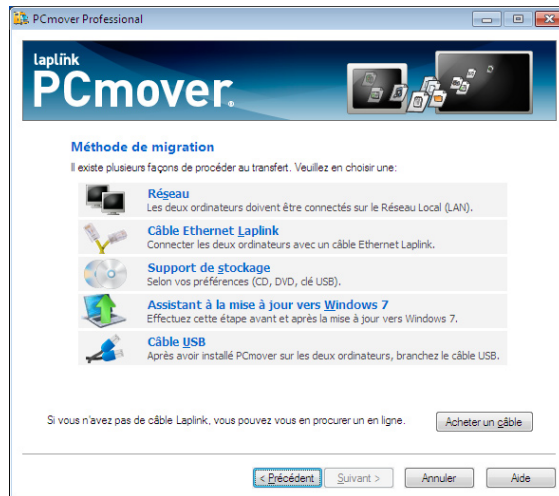 PCmover Professional
laplink
PCmover®
Méthode de migration
Il existe plusieurs façons de procéder au transfert. Veuillez en choisir une:
Réseau
Les deux ordinateurs doivent être connectés sur le Réseau Local (LAN).
Câble Ethernet Laplink
Connecter les deux ordinateurs avec un câble Ethernet Laplink.
Support de stockage
Selon vos préférences (CD, DVD, clé USB).
Assistant à la mise à jour vers Windows 7
Effectuez cette étape avant et après la mise à jour vers Windows 7.
Câble USB
Après avoir installé PCmover sur les deux ordinateurs, branchez le câble USB.
Si vous n'avez pas de câble Laplink, vous pouvez vous en procurer un en ligne. Acheter un câble
< Précédent Suivant > Annuler Aide